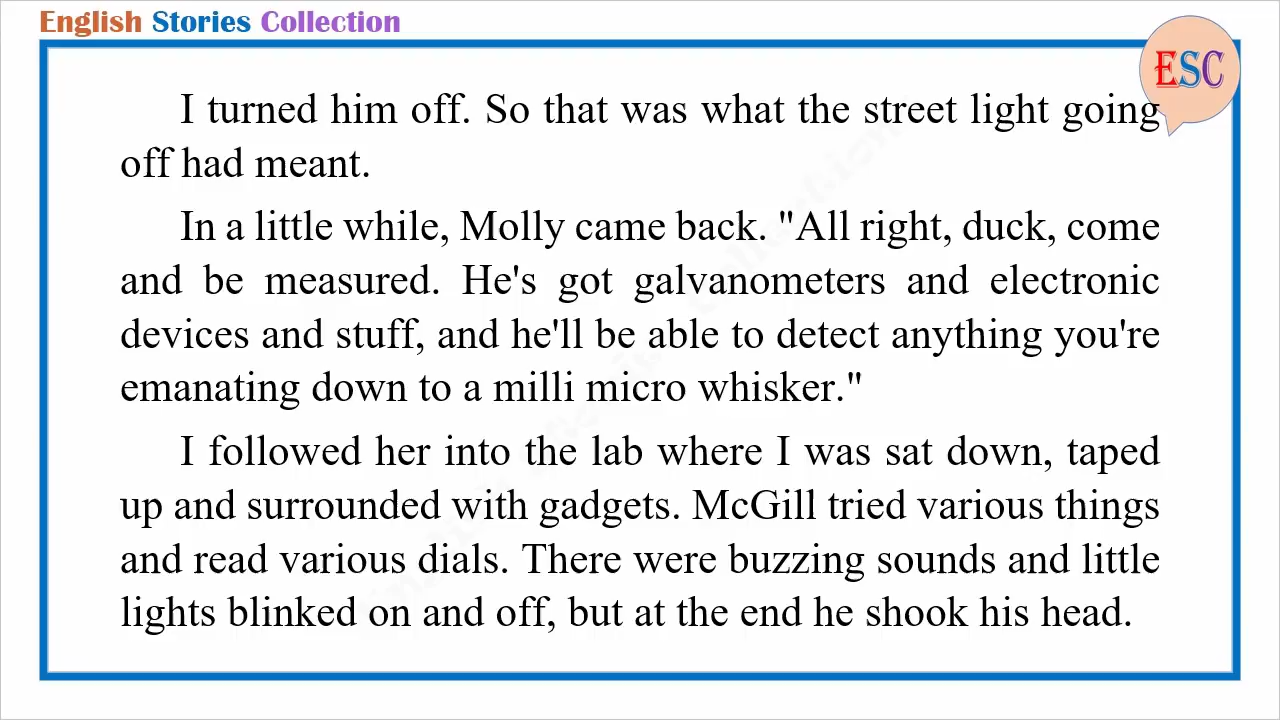 English Stories Collection
ESC
I turned him off. So that was what the street light going
off had meant.
In a little while, Molly came back. "All right, duck, come
and be measured. He's got galvanometers and electronic
devices and stuff, and he'll be able to detect anything you're
emanating down to a milli micro whisker."
I followed her into the lab where I was sat down, taped
up and surrounded with gadgets. McGill tried various things
and read various dials. There were buzzing sounds and little
lights blinked on and off, but at the end he shook his head.